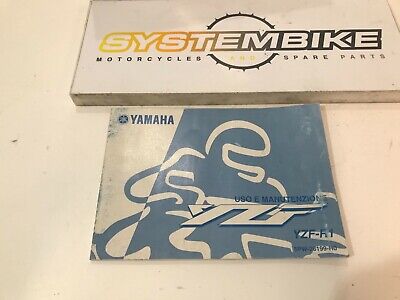 SYSTEMBIKE
MOTORCYCLES AND SPARE PARTS
YAMAHA
USO E MANUTENZIONE
YZF
YZF-R1